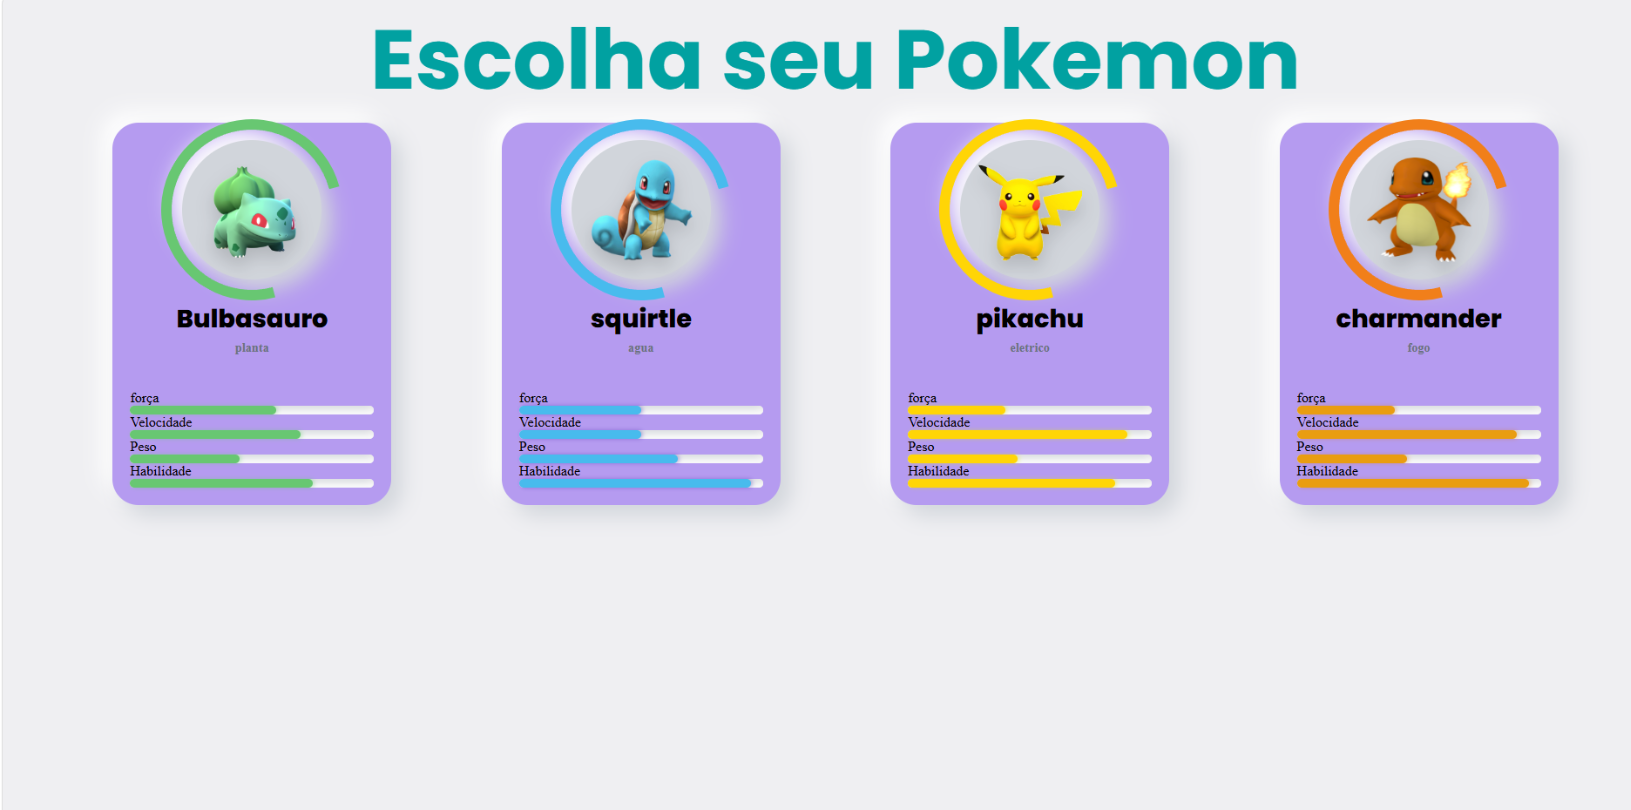 Escolha seu Pokemon
Bulbasauro
planta
força
Velocidade
Peso
Habilidade
squirtle
agua
força
Velocidade
Peso
Habilidade
pikachu
eletrico
força
Velocidade
Peso
Habilidade
charmander
fogo
força
Velocidade
Peso
Habilidade